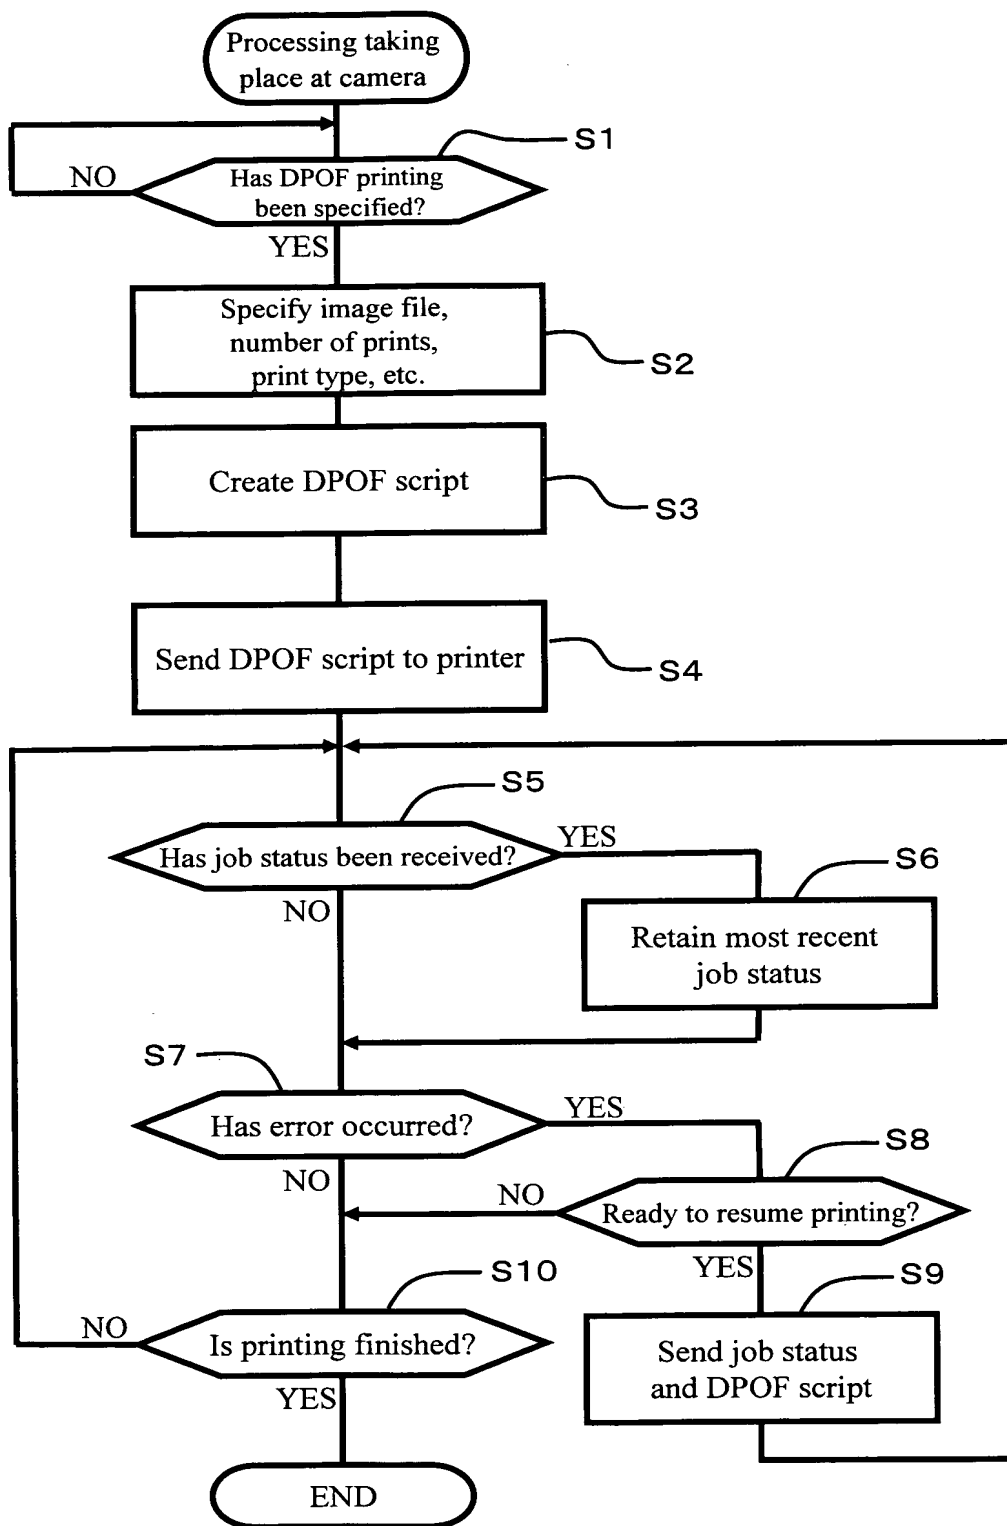 Processing taking
place at camera
S1
NO
Has DPOF printing
been specified?
YES
Specify image file,
number of prints,
print type, etc.
S2
Create DPOF script
S3
Send DPOF script to printer
S4
S5
Has job status been received?
YES
NO
S6
Retain most recent
job status
S7
Has error occurred?
YES
NO
S8
NO
Ready to resume printing?
YES
S10
S9
NO
Is printing finished?
YES
Send job status
and DPOF script
END